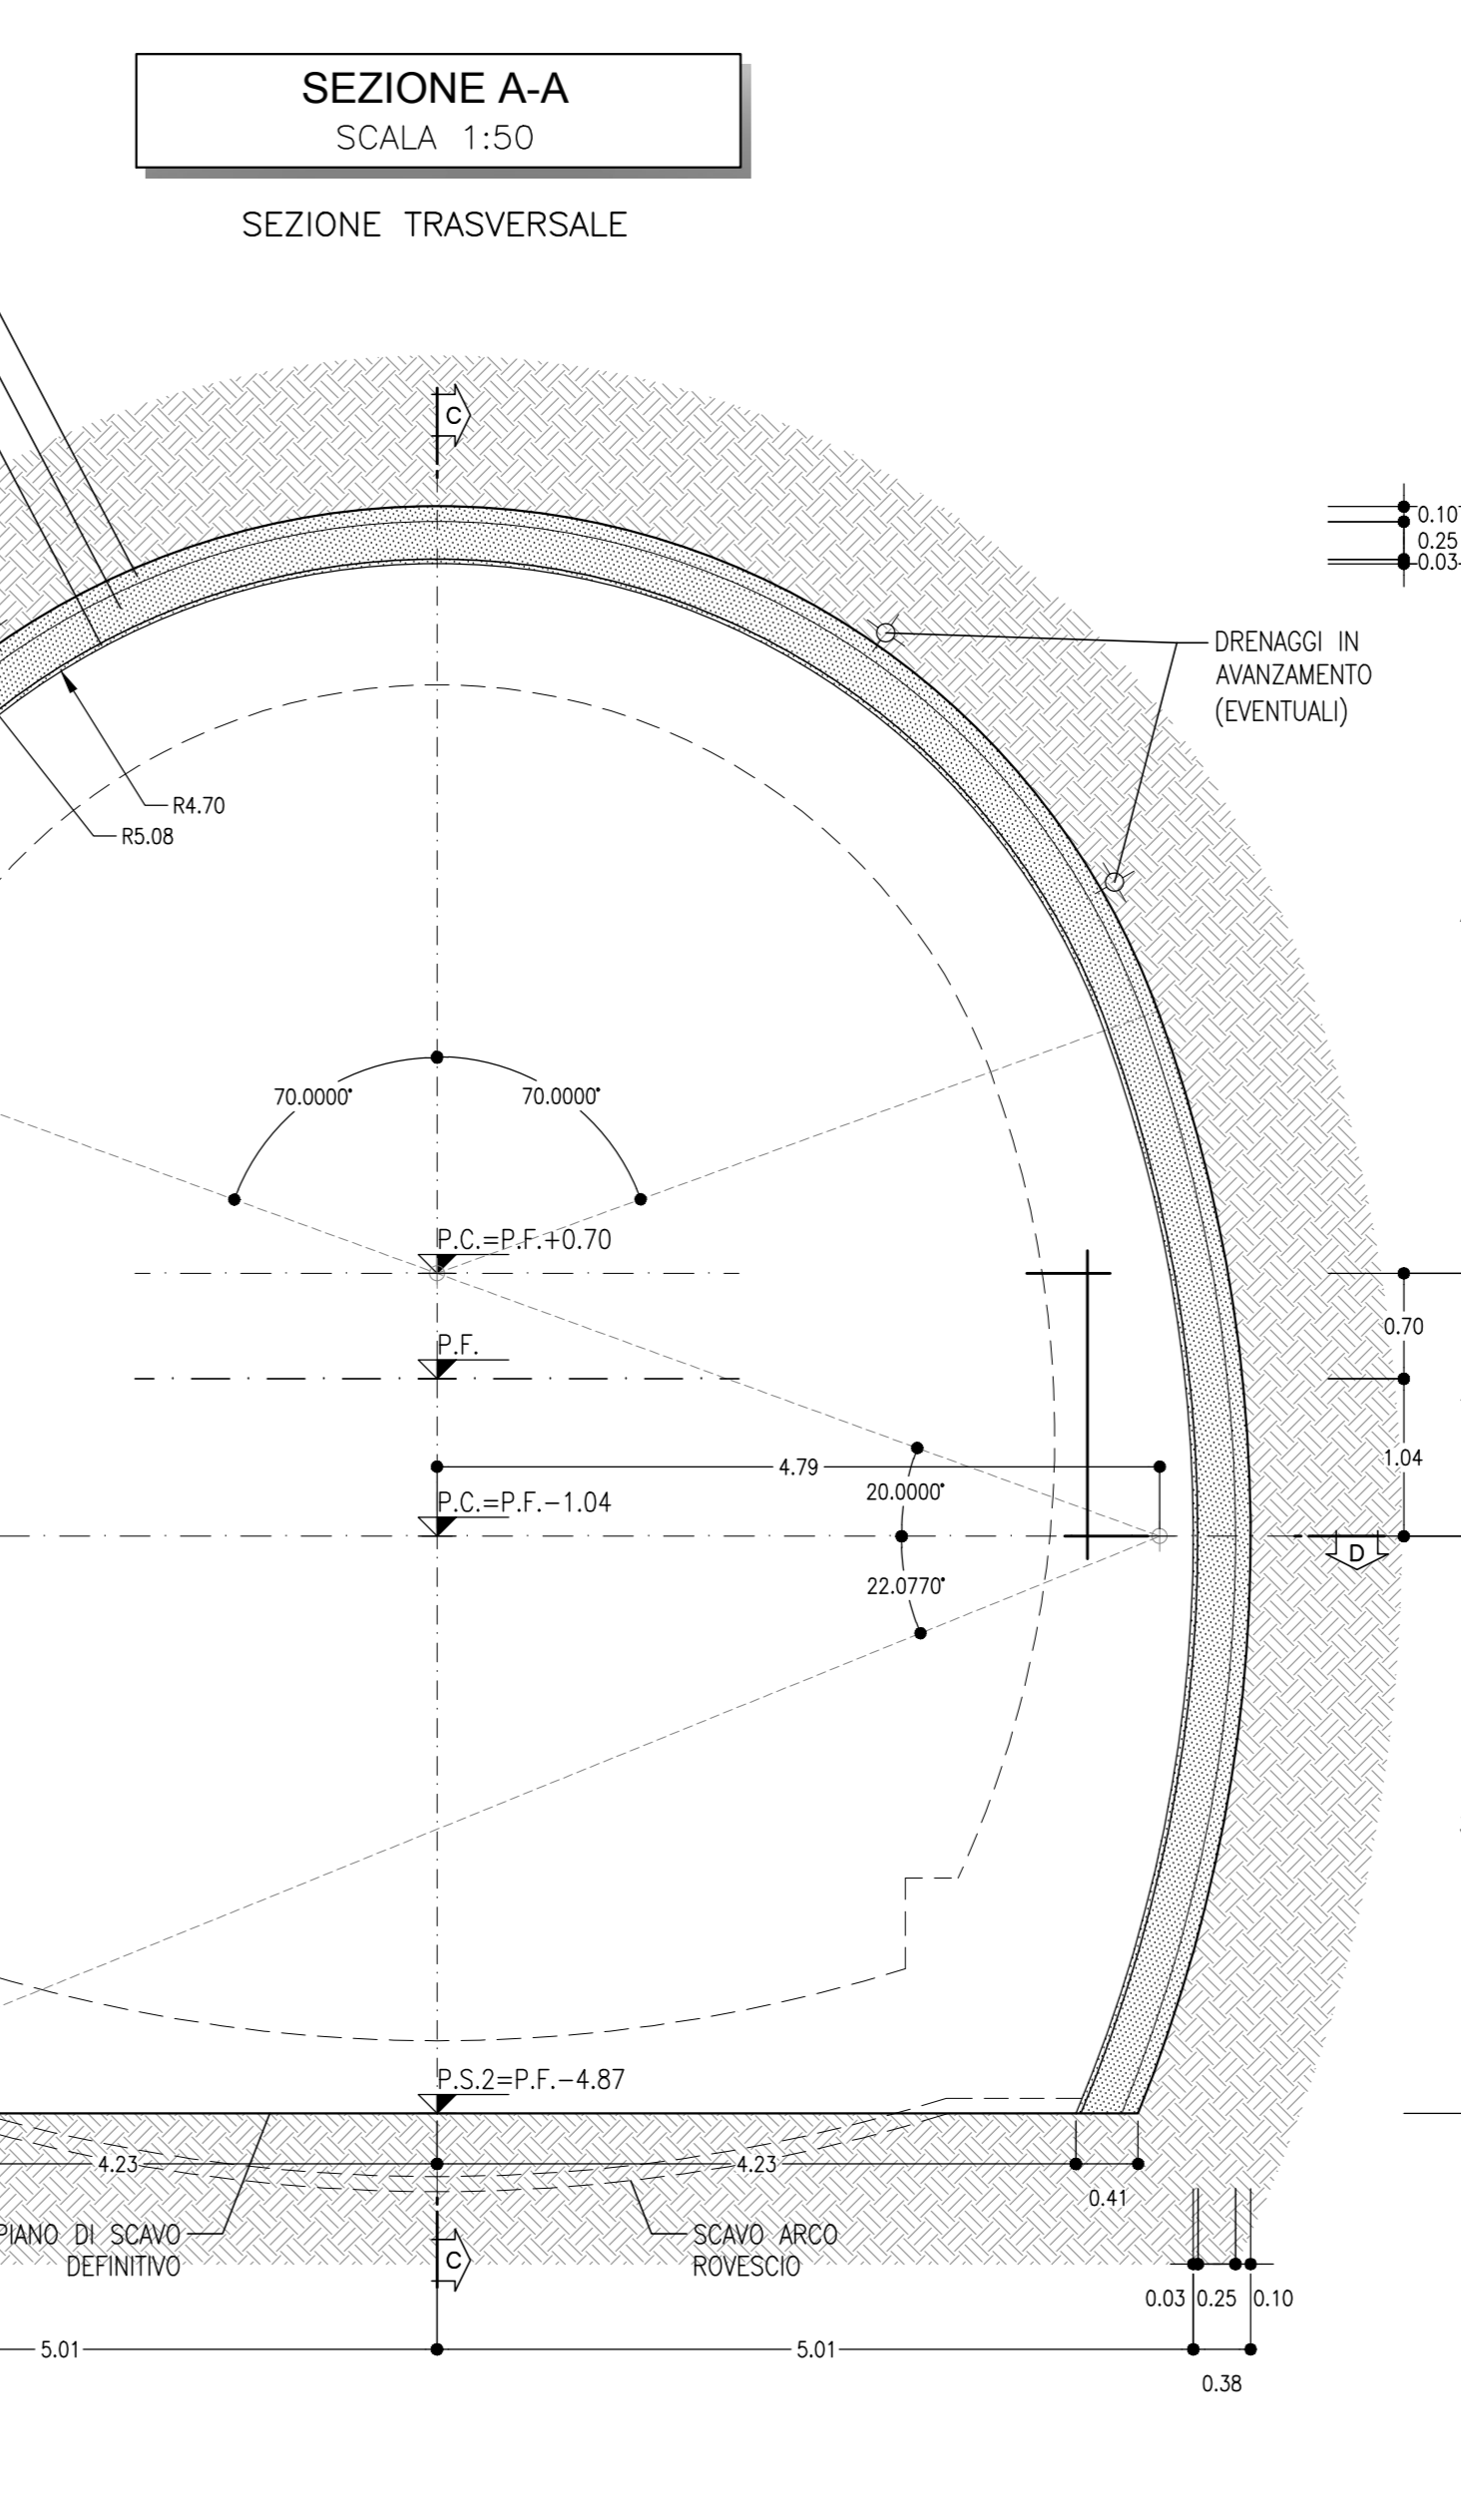 SEZIONE A-A
SCALA 1:50
SEZIONE TRASVERSALE
C
0.10
0.25
0.03
DRENAGGI IN
AVANZAMENTO
(EVENTUALI)
R4.70
R5.08
70.0000°
70.0000°
P.C.=P.F.+0.70
0.70
P.F.
1.04
4.79
20.0000°
P.C.=P.F.-1.04
D
22.0770°
P.S.2=P.F.-4.87
4.23
4.23
0.41
PIANO DI SCAVO
DEFINITIVO
C
SCAVO ARCO
ROVESCIO
0.03
0.25
0.10
5.01
5.01
0.38